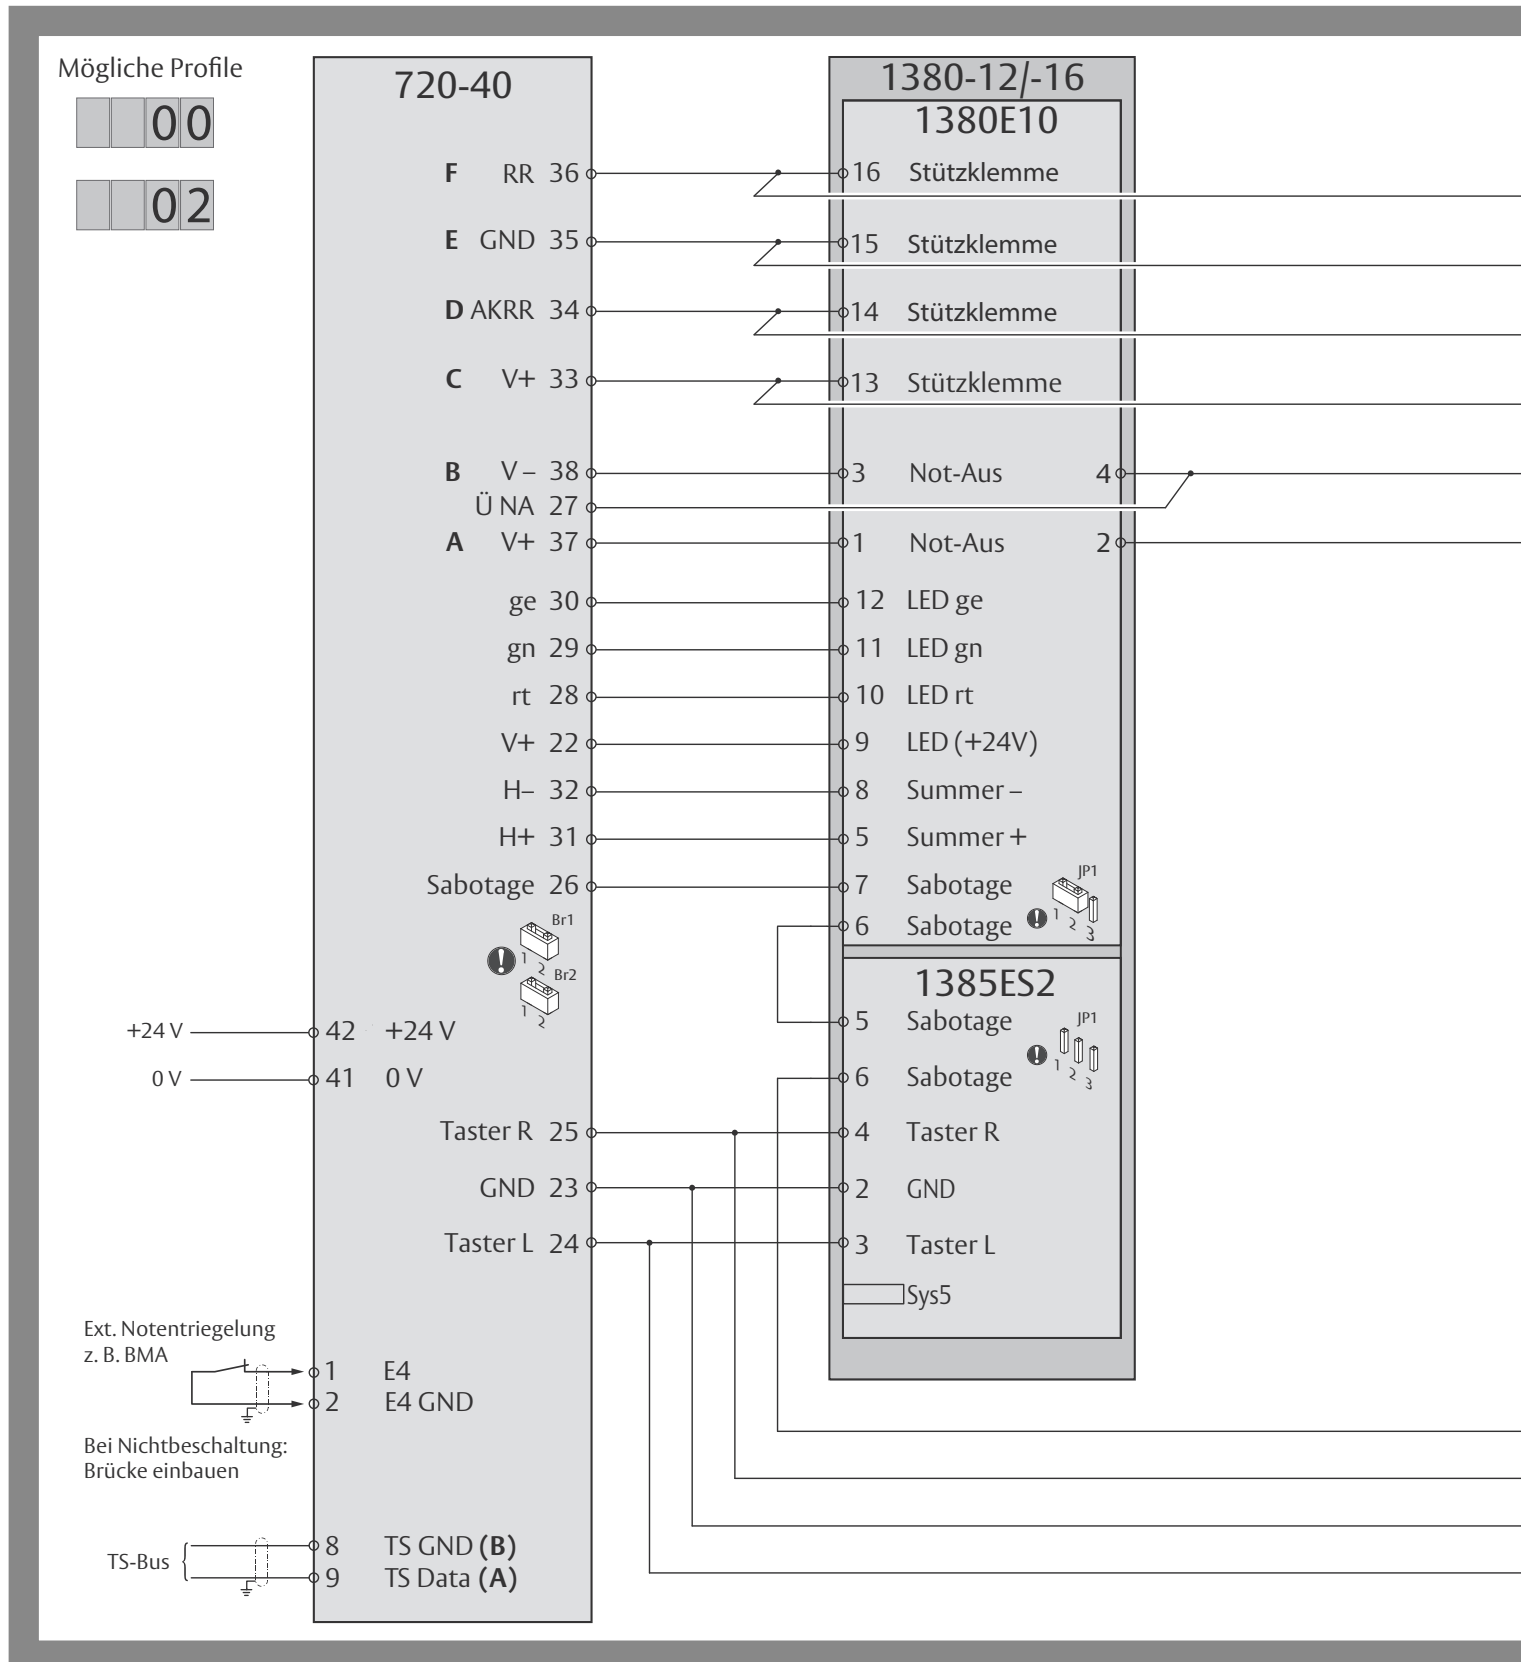 Mögliche Profile
00
02
720-40
F RR 36
E GND 35
D AKRR 34
C V+ 33
B V – 38
Ü NA 27
A V+ 37
ge 30
gn 29
rt 28
V+ 22
H– 32
H+ 31
Sabotage 26
Br1
1 2
Br2
1 2
+24 V 42 +24 V
0 V 41 0 V
Taster R 25
GND 23
Taster L 24
Ext. Notentriegelung
z. B. BMA
1 E4
2 E4 GND
Bei Nichtbeschaltung:
Brücke einbauen
TS-Bus
8 TS GND (B)
9 TS Data (A)
1380-12/-16
1380E10
16 Stützklemme
15 Stützklemme
14 Stützklemme
13 Stützklemme
3 Not-Aus 4
1 Not-Aus 2
12 LED ge
11 LED gn
10 LED rt
9 LED (+24V)
8 Summer –
5 Summer +
7 Sabotage
JP1
1 2 3
6 Sabotage
1385ES2
5 Sabotage
JP1
1 2 3
6 Sabotage
4 Taster R
2 GND
3 Taster L
Sys5